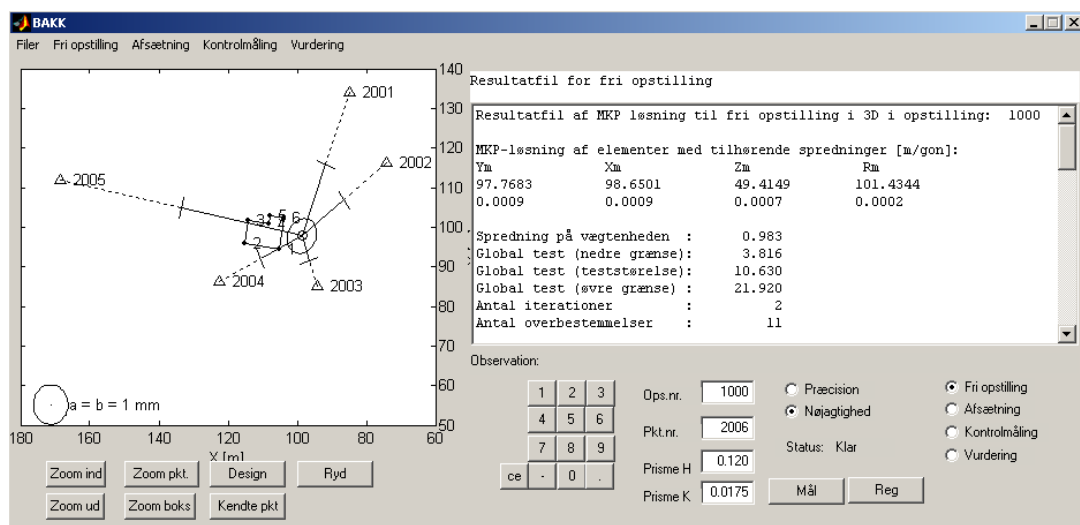 BAKK
Filer Fri opstilling Afsætning Kontrolmåling Vurdering
140
130
120
110
100
90
80
70
60
50
180 160 140 120 100 80 60
X [m]
2001
2002
2005
2004
2003
3 5 6
2 1
a = b = 1 mm
Resultatfil for fri opstilling
Resultatfil af MKP løsning til fri opstilling i 3D i opstilling: 1000
MKP-løsning af elementer med tilhørende spredninger [m/gon]:
Ym Xm Zm Rm
97.7683 98.6501 49.4149 101.4344
0.0009 0.0009 0.0007 0.0002
Spredning på vægtenheden : 0.983
Global test (nedre grænse): 3.816
Global test (teststørelse): 10.630
Global test (øvre grænse) : 21.920
Antal iterationer : 2
Antal overbestemmelser : 11
Observation:
1 2 3
4 5 6
7 8 9
ce - 0 .
Ops.nr. 1000
Pkt.nr. 2006
Prisme H 0.120
Prisme K 0.0175
Præcision
Nøjagtighed
Status: Klar
Mål Reg
Fri opstilling
Afsætning
Kontrolmåling
Vurdering
Zoom ind Zoom pkt. Design Ryd
Zoom ud Zoom boks Kendte pkt